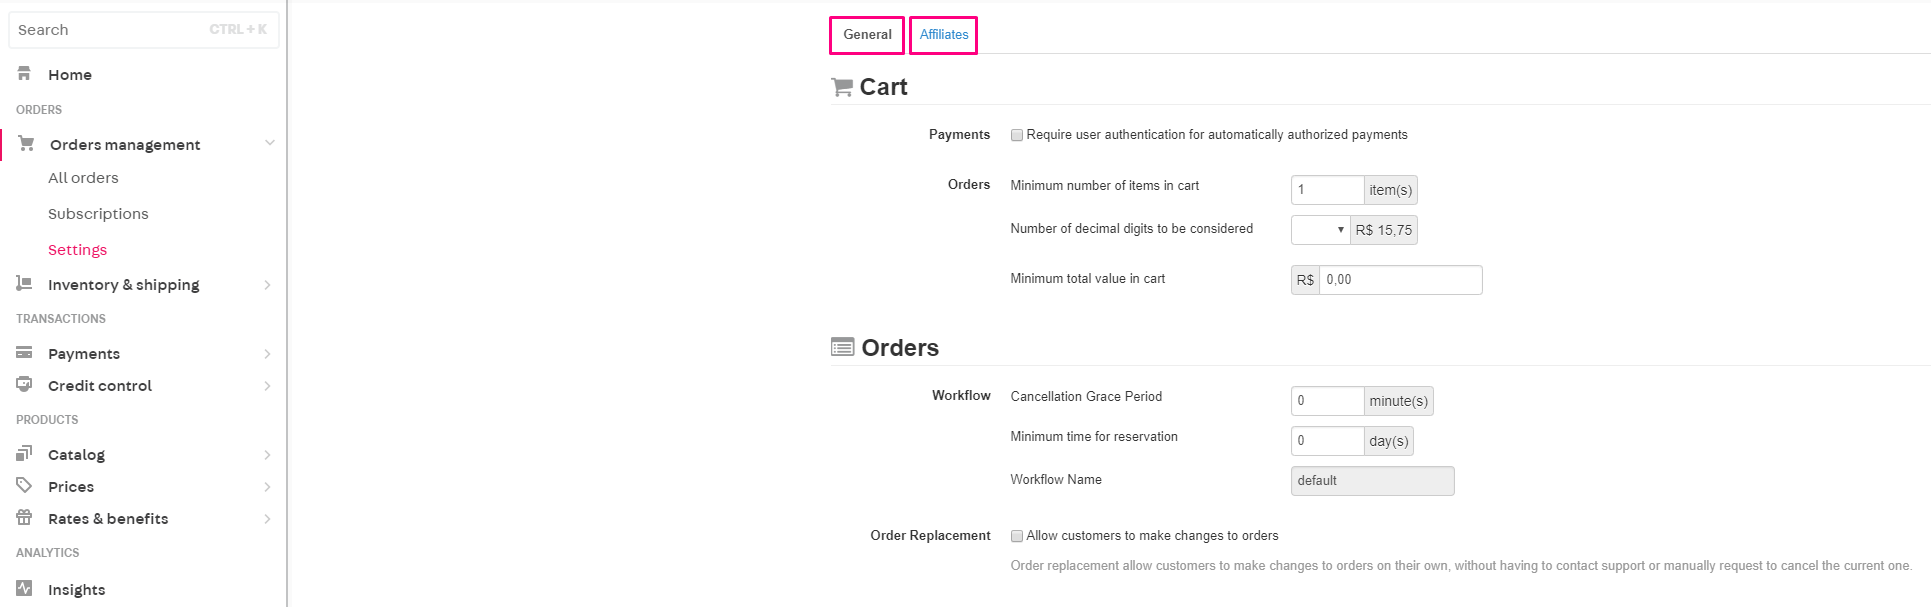 Search CTRL + K
Home
ORDERS
Orders management
All orders
Subscriptions
Settings
Inventory & shipping
TRANSACTIONS
Payments
Credit control
PRODUCTS
Catalog
Prices
Rates & benefits
ANALYTICS
Insights
General Affiliates
Cart
Payments Require user authentication for automatically authorized payments
Orders Minimum number of items in cart 1 item(s)
Number of decimal digits to be considered R$ 15,75
Minimum total value in cart R$ 0,00
Orders
Workflow Cancellation Grace Period 0 minute(s)
Minimum time for reservation 0 day(s)
Workflow Name default
Order Replacement Allow customers to make changes to orders
Order replacement allow customers to make changes to orders on their own, without having to contact support or manually request to cancel the current one.